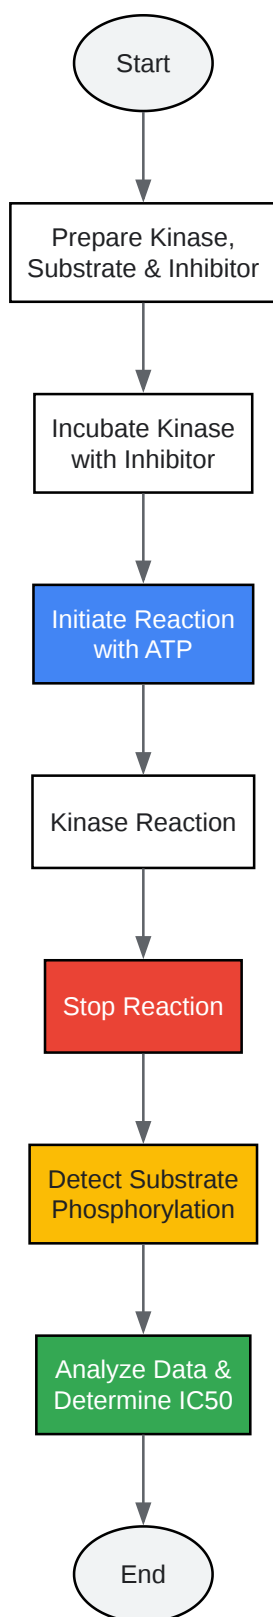 Start
Prepare Kinase,
Substrate & Inhibitor
Incubate Kinase
with Inhibitor
Initiate Reaction
with ATP
Kinase Reaction
Stop Reaction
Detect Substrate
Phosphorylation
Analyze Data &
Determine IC50
End